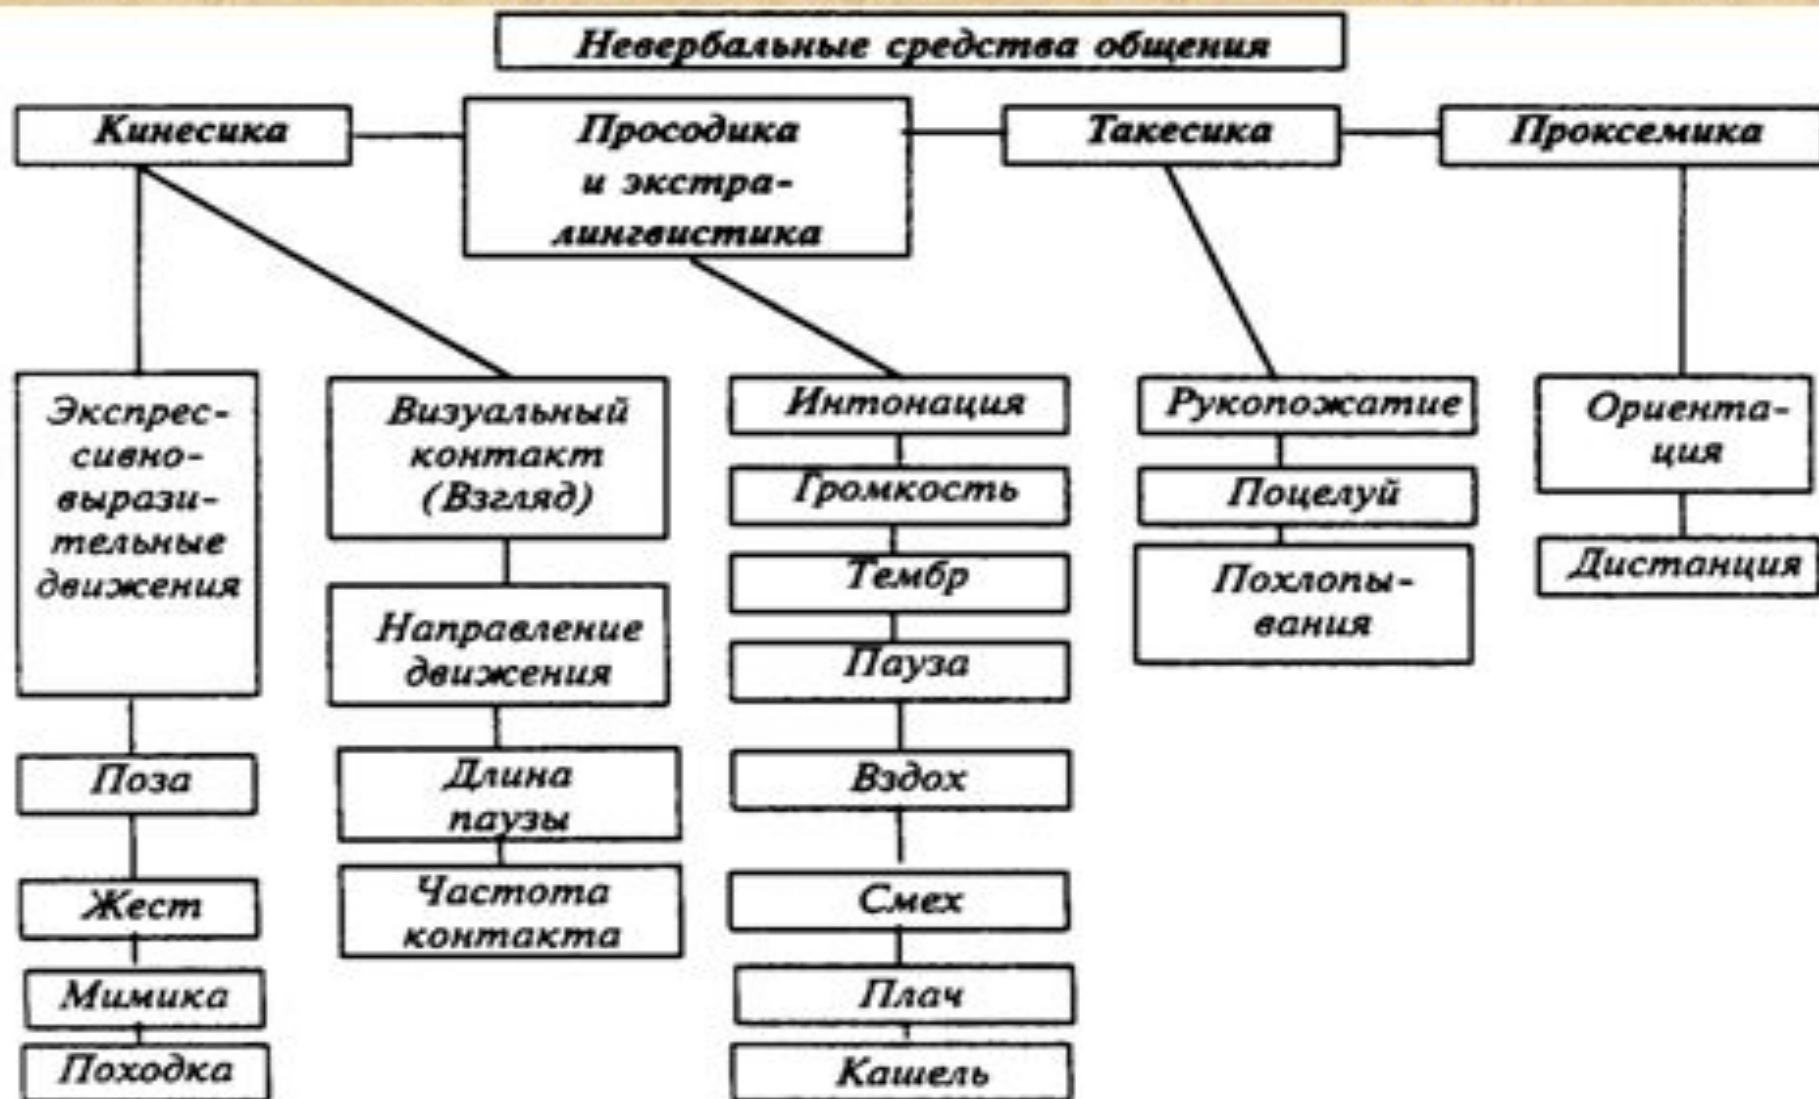 Невербальные средства общения
Кинесика
Просодика
и экстра-
лингвистика
Такесика
Проксемика
Экспрес-
сивно-
вырази-
тельные
движения
Поза
Жест
Мимика
Походка
Визуальный
контакт
(Взгляд)
Направление
движения
Длина
паузы
Частота
контакта
Интонация
Громкость
Тембр
Пауза
Вздох
Смех
Плач
Кашель
Рукопожатие
Поцелуй
Похлопы-
вания
Ориента-
ция
Дистанция